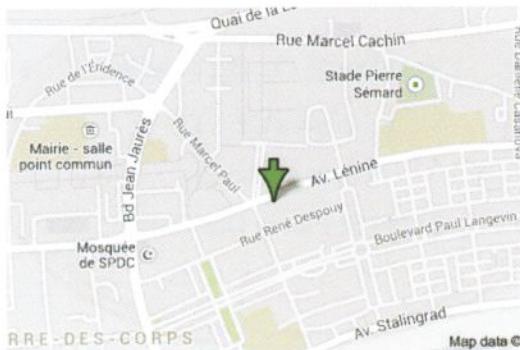 Quai de la
Rue Marcel Cachin
Rue de l'Éridence
Stade Pierre
Sémard
Mairie - salle
point commun
Bd Jean Jaurès
Rue Marcel Paul
Av. Lénine
Rue René Despouy
Boulevard Paul Langevin
Mosquée
de SPDC
RRE-DES-CORPS
Av. Stalingrad
Map data ©